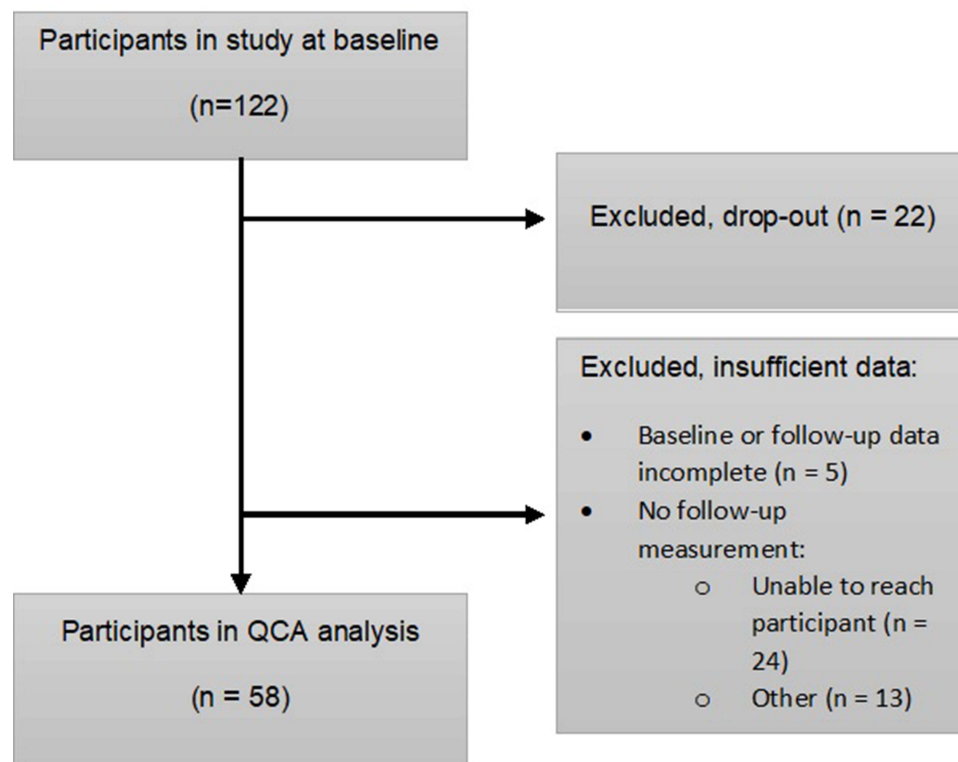 Participants in study at baseline
(n=122)
Excluded, drop-out (n = 22)
Excluded, insufficient data:
• Baseline or follow-up data
incomplete (n = 5)
• No follow-up
measurement:
o Unable to reach
participant (n =
24)
o Other (n = 13)
Participants in QCA analysis
(n = 58)